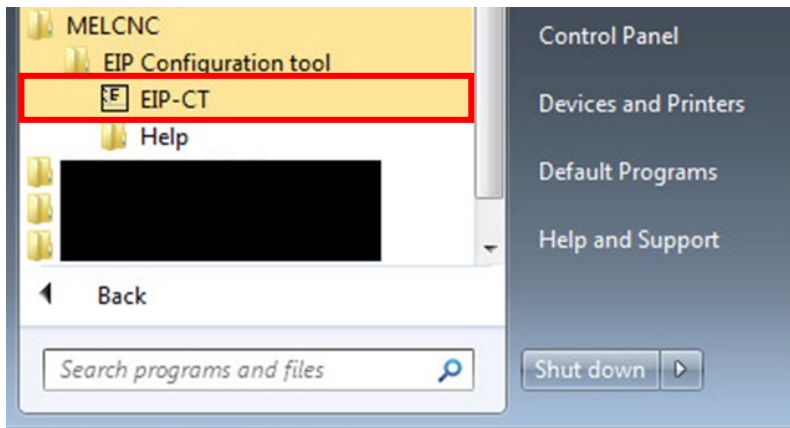 MELCNC
EIP Configuration tool
EIP-CT
Help
Back
Search programs and files
Control Panel
Devices and Printers
Default Programs
Help and Support
Shut down